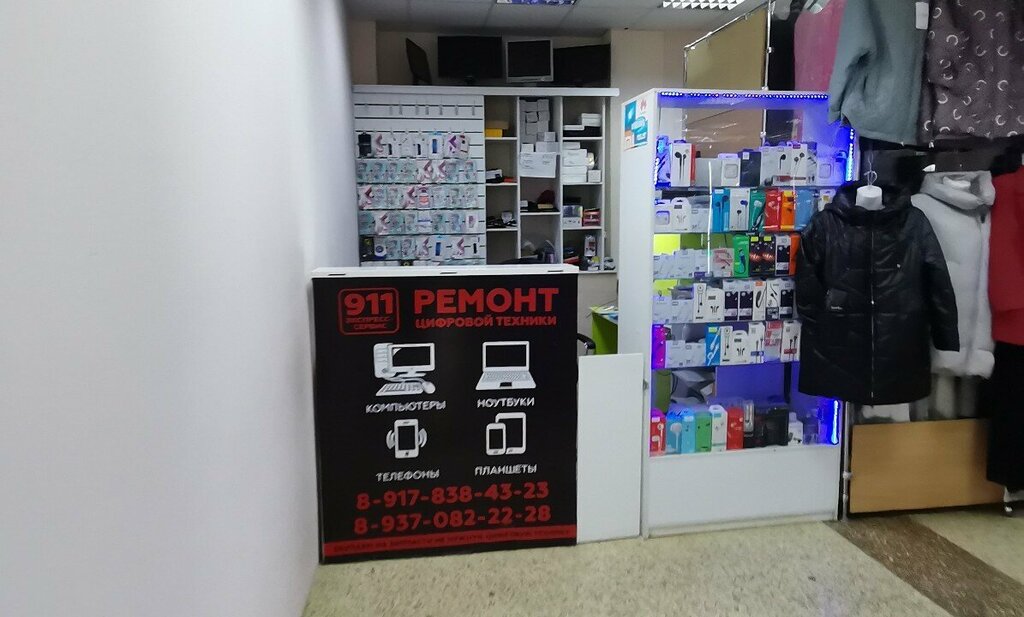 911
ЭКСПРЕСС
СЕРВИС
РЕМОНТ
ЦИФРОВОЙ ТЕХНИКИ
КОМПЬЮТЕРЫ
НОУТБУКИ
ТЕЛЕФОНЫ
ПЛАНШЕТЫ
8-917-838-43-23
8-937-082-22-28